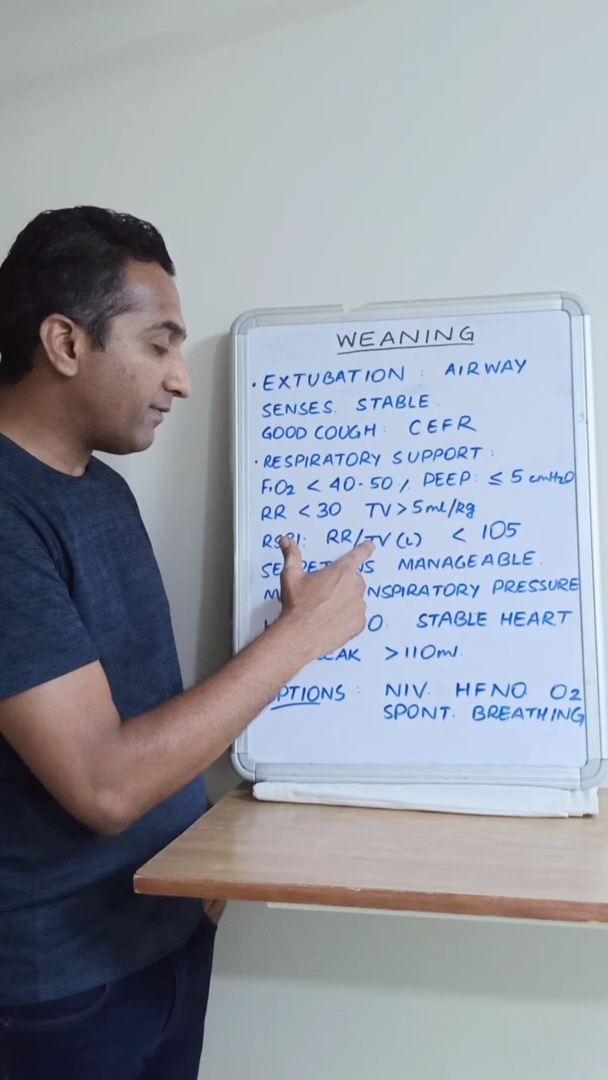 WEANING
• EXTUBATION : AIRWAY
SENSES. STABLE.
GOOD COUGH: CEFR
• RESPIRATORY SUPPORT :
FiO2 < 40-50% PEEP: ≤ 5 cmH2O
RR < 30 TV > 5ml/kg
RSBI: RR/TV (L) < 105
MANAGEABLE.
INSPIRATORY PRESSURE
STABLE HEART
>110ml.
OPTIONS : NIV. HFNO O2
SPONT. BREATHING